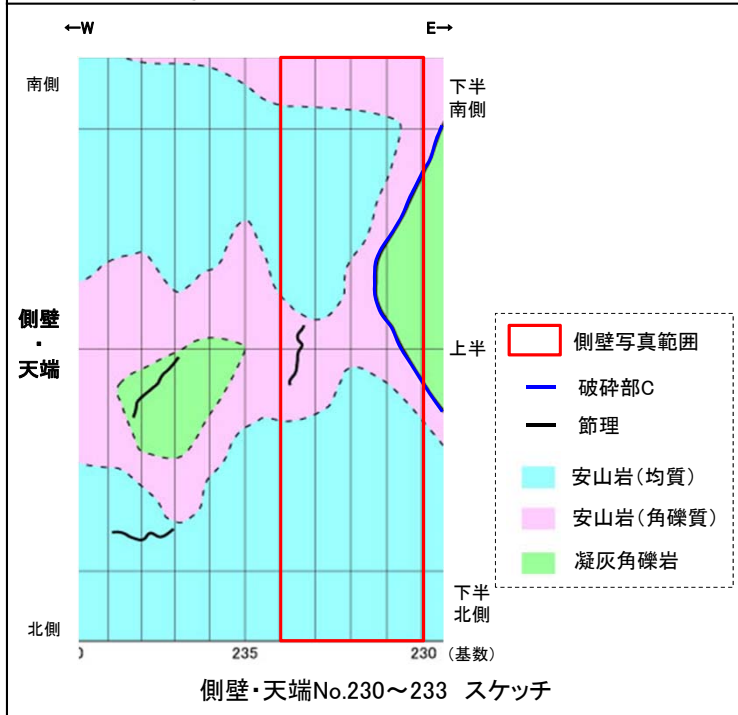 ←W
E→
南側
下半
南側
側壁
・
天端
上半
下半
北側
北側
0
235
230
(基数)
側壁写真範囲
破砕部C
節理
安山岩(均質)
安山岩(角礫質)
凝灰角礫岩
側壁・天端No.230～233 スケッチ